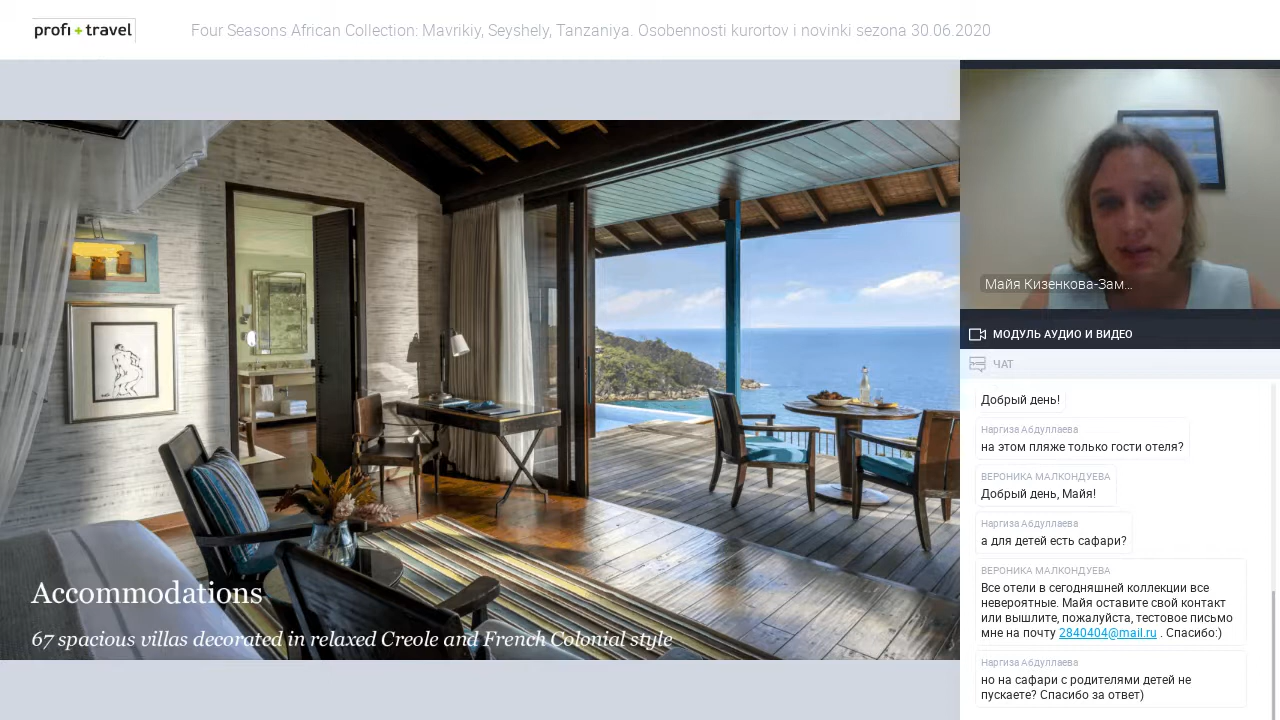 profi + travel
Four Seasons African Collection: Mavrikiy, Seyshely, Tanzaniya. Osobennosti kurortov i novinki sezona 30.06.2020
Accommodations
67 spacious villas decorated in relaxed Creole and French Colonial style
Майя Кизенкова-Зам...
МОДУЛЬ АУДИО И ВИДЕО
ЧАТ
Добрый день!
Наргиза Абдуллаева
на этом пляже только гости отеля?
ВЕРОНИКА МАЛКОНДУЕВА
Добрый день, Майя!
Наргиза Абдуллаева
а для детей есть сафари?
ВЕРОНИКА МАЛКОНДУЕВА
Все отели в сегодняшней коллекции все
невероятные. Майя оставите свой контакт
или вышлите, пожалуйста, тестовое письмо
мне на почту 2840404@mail.ru . Спасибо:)
Наргиза Абдуллаева
но на сафари с родителями детей не
пускаете? Спасибо за ответ)